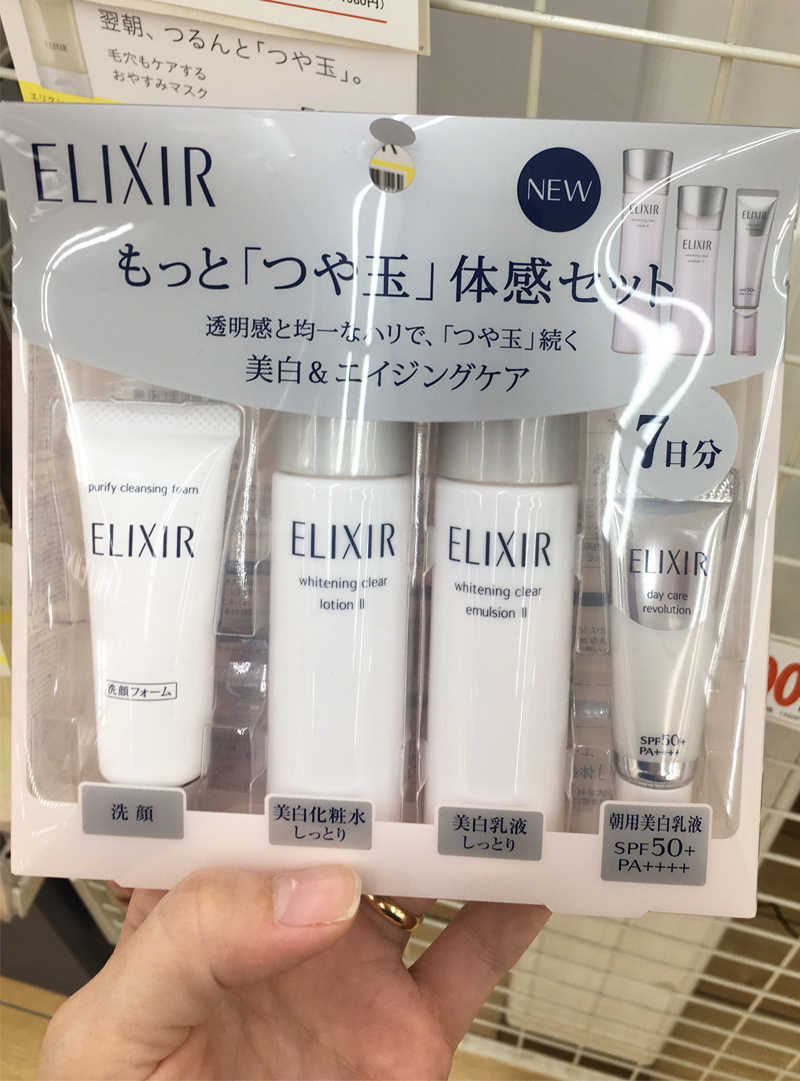 翌朝、つるんと「つや玉」。
毛穴もケアする
おやすみマスク
ELIXIR
NEW
もっと「つや玉」体感セット
透明感と均一なハリで、「つや玉」続く
美白&エイジングケア
7日分
ELIXIR
ELIXIR
ELIXIR
SPF50+
purify cleansing foam
ELIXIR
洗顔フォーム
ELIXIR
whitening clear
lotion II
ELIXIR
whitening clear
emulsion II
ELIXIR
day care
revolution
SPF50+
PA++++
洗顔
美白化粧水
しっとり
美白乳液
しっとり
朝用美白乳液
SPF50+
PA++++